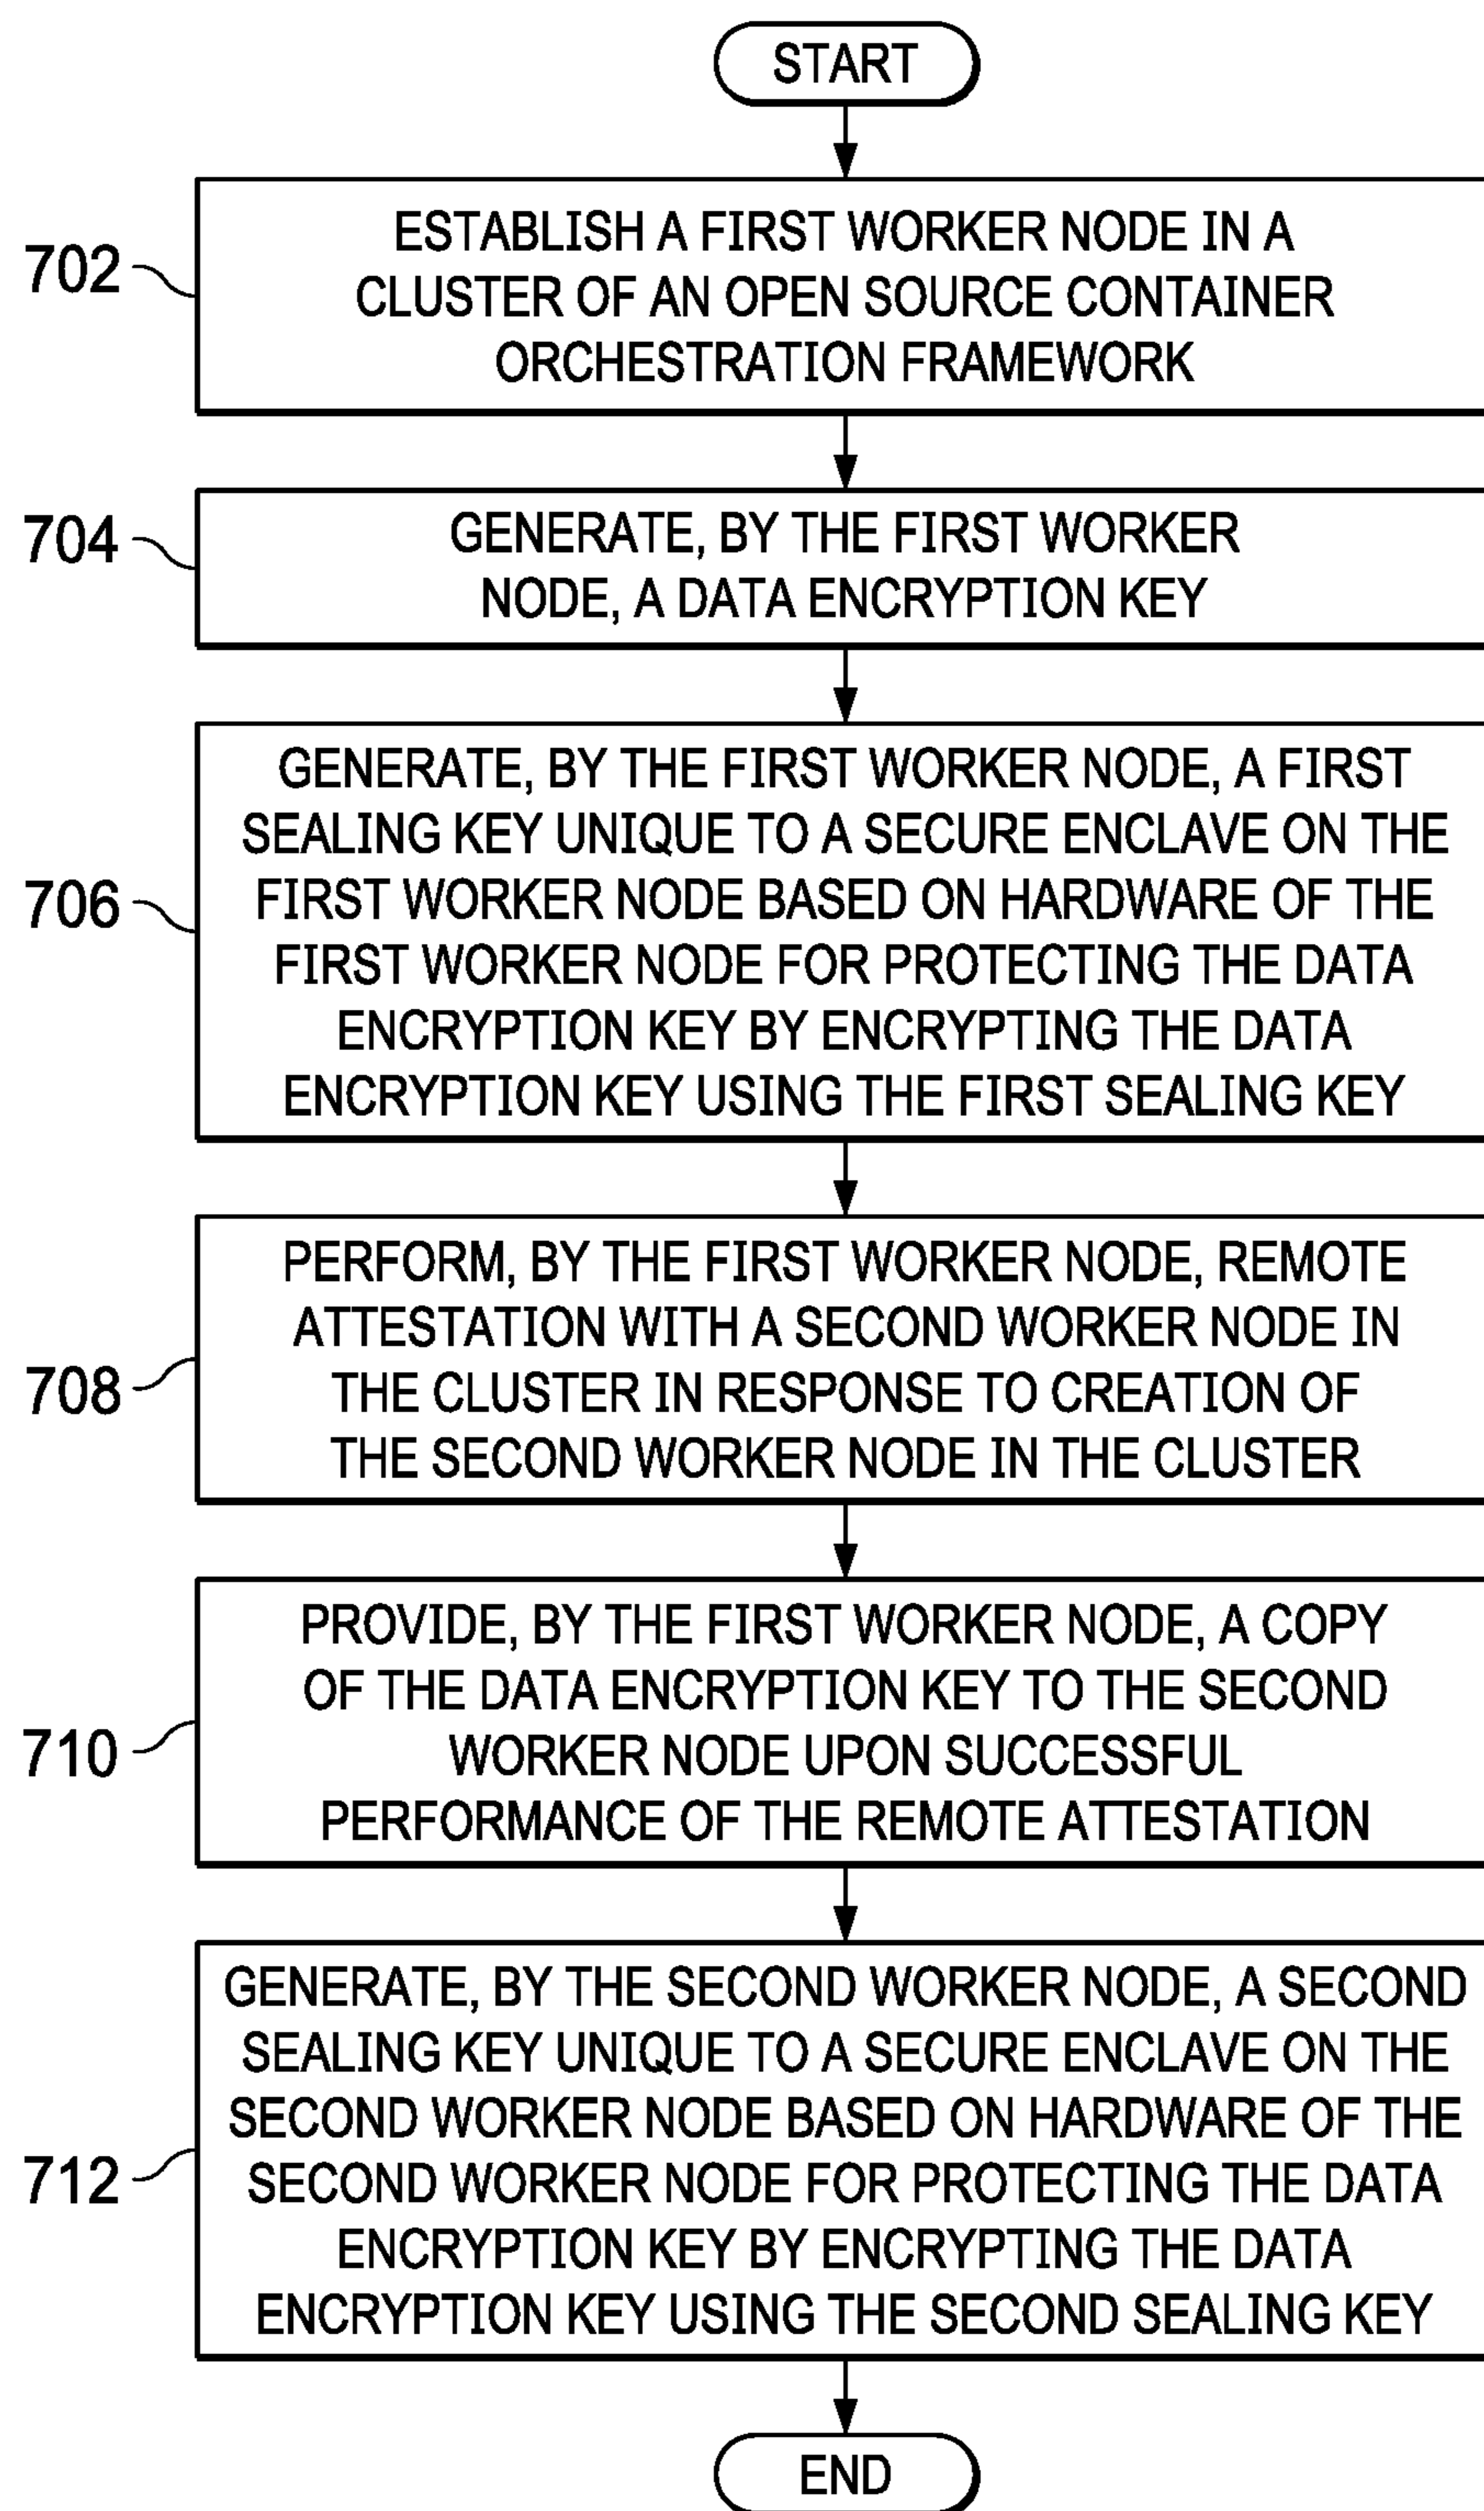 START
702
ESTABLISH A FIRST WORKER NODE IN A
CLUSTER OF AN OPEN SOURCE CONTAINER
ORCHESTRATION FRAMEWORK
704
GENERATE, BY THE FIRST WORKER
NODE, A DATA ENCRYPTION KEY
706
GENERATE, BY THE FIRST WORKER NODE, A FIRST
SEALING KEY UNIQUE TO A SECURE ENCLAVE ON THE
FIRST WORKER NODE BASED ON HARDWARE OF THE
FIRST WORKER NODE FOR PROTECTING THE DATA
ENCRYPTION KEY BY ENCRYPTING THE DATA
ENCRYPTION KEY USING THE FIRST SEALING KEY
708
PERFORM, BY THE FIRST WORKER NODE, REMOTE
ATTESTATION WITH A SECOND WORKER NODE IN
THE CLUSTER IN RESPONSE TO CREATION OF
THE SECOND WORKER NODE IN THE CLUSTER
710
PROVIDE, BY THE FIRST WORKER NODE, A COPY
OF THE DATA ENCRYPTION KEY TO THE SECOND
WORKER NODE UPON SUCCESSFUL
PERFORMANCE OF THE REMOTE ATTESTATION
712
GENERATE, BY THE SECOND WORKER NODE, A SECOND
SEALING KEY UNIQUE TO A SECURE ENCLAVE ON THE
SECOND WORKER NODE BASED ON HARDWARE OF THE
SECOND WORKER NODE FOR PROTECTING THE DATA
ENCRYPTION KEY BY ENCRYPTING THE DATA
ENCRYPTION KEY USING THE SECOND SEALING KEY
END